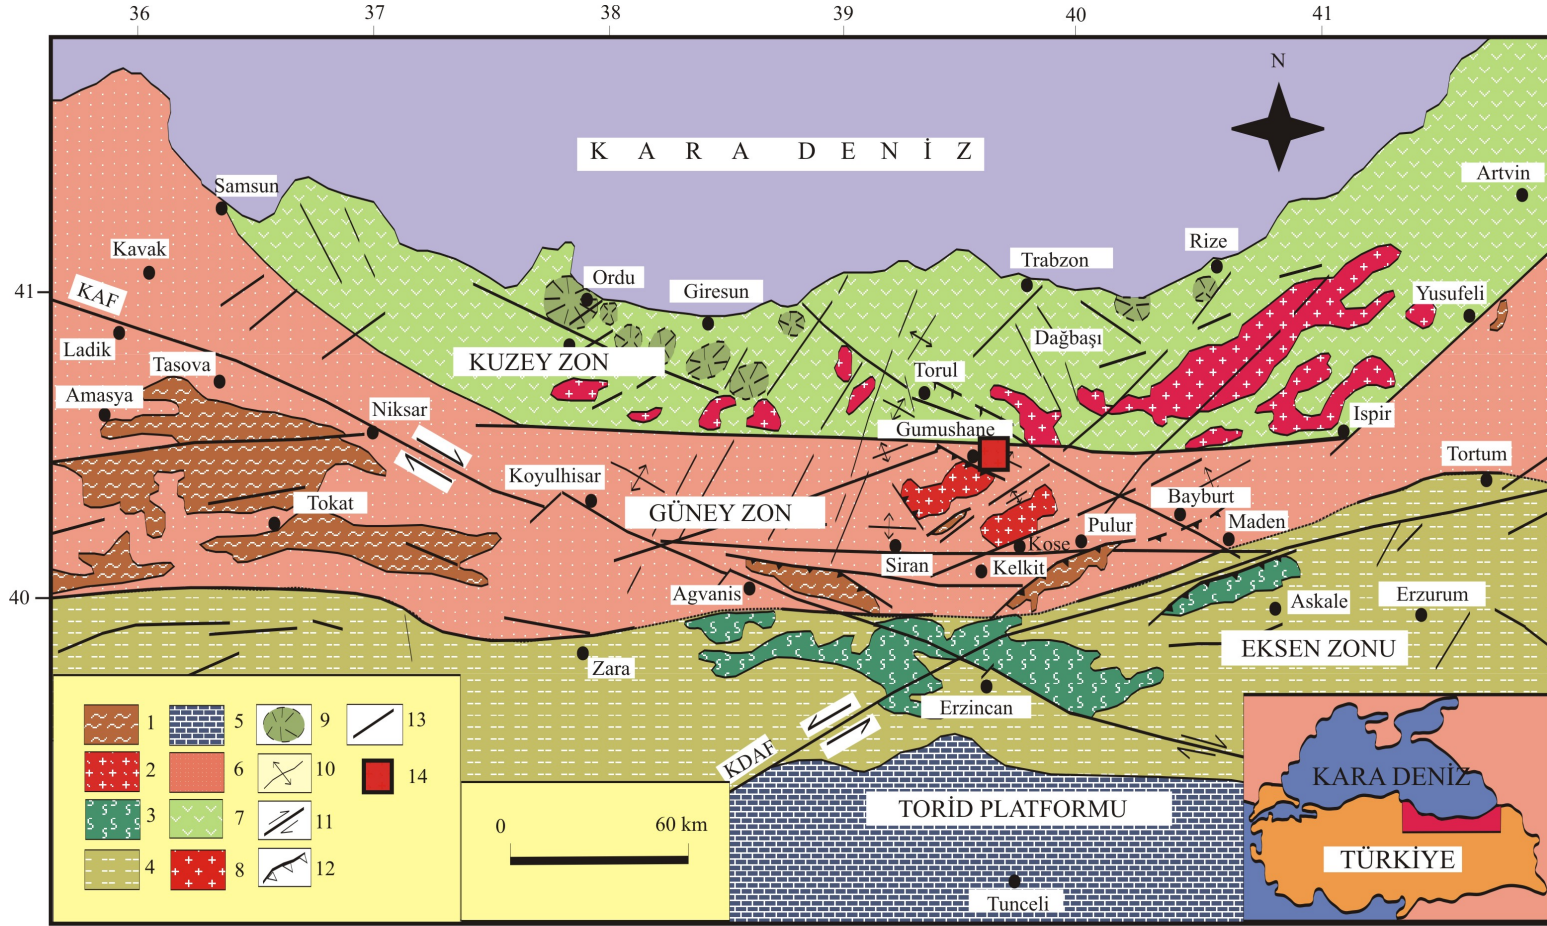 36 37 38 39 40 41
N
K A R A D E N İ Z
Artvin
Samsun
Rize
Kavak
Trabzon
Ordu
41
KAF
Giresun
Yusufeli
Ladik
Dağbaşı
Tasova
KUZEY ZON
Torul
Amasya
Niksar
Ispir
Gumushane
Tortum
Koyulhisar
Bayburt
Tokat
GÜNEY ZON
Pulur
Maden
Kose
Siran
Kelkit
40
Agvanis
Askale
Erzurum
EKSEN ZONU
Zara
Erzincan
KDAF
1 5 9 13
2 6 10 14
3 7 11
4 8 12
0 60 km
TORİD PLATFORMU
Tunceli
KARA DENİZ
TÜRKİYE